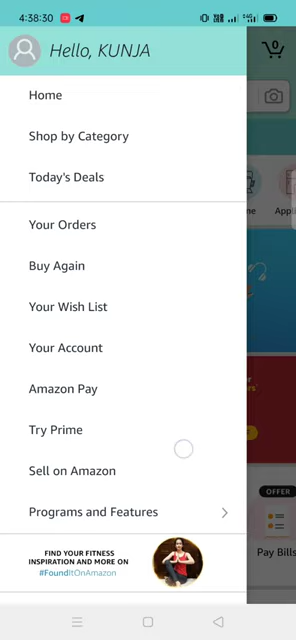 4:38:30
Hello, KUNJA
0
Home
Shop by Category
Today's Deals
Your Orders
Buy Again
Your Wish List
Your Account
Amazon Pay
Try Prime
Sell on Amazon
OFFER
Programs and Features
Pay Bills
FIND YOUR FITNESS
INSPIRATION AND MORE ON
#FoundItOnAmazon